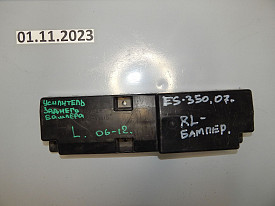 01.11.2023
УСИЛИТЕЛЬ
ЗАДНЕГО
БАМПЕРА
L. 06-12.
ES-350.07.
RL-
БАМПЕР.